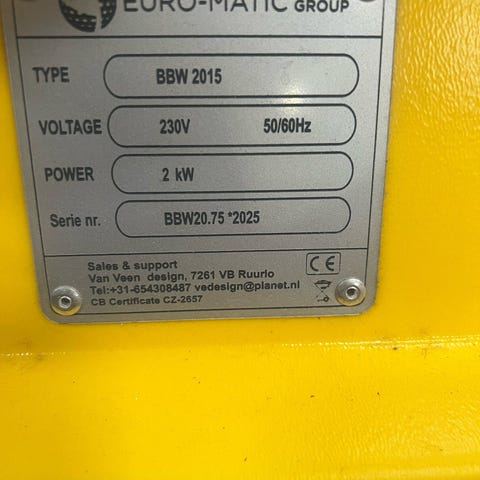 EURO-MATIC GROUP
TYPE BBW 2015
VOLTAGE 230V 50/60Hz
POWER 2 kW
Serie nr. BBW20.75 *2025
Sales & support
Van Veen design, 7261 VB Ruurlo
Tel:+31-654308487 vedesign@planet.nl
CB Certificate CZ-2657
CE